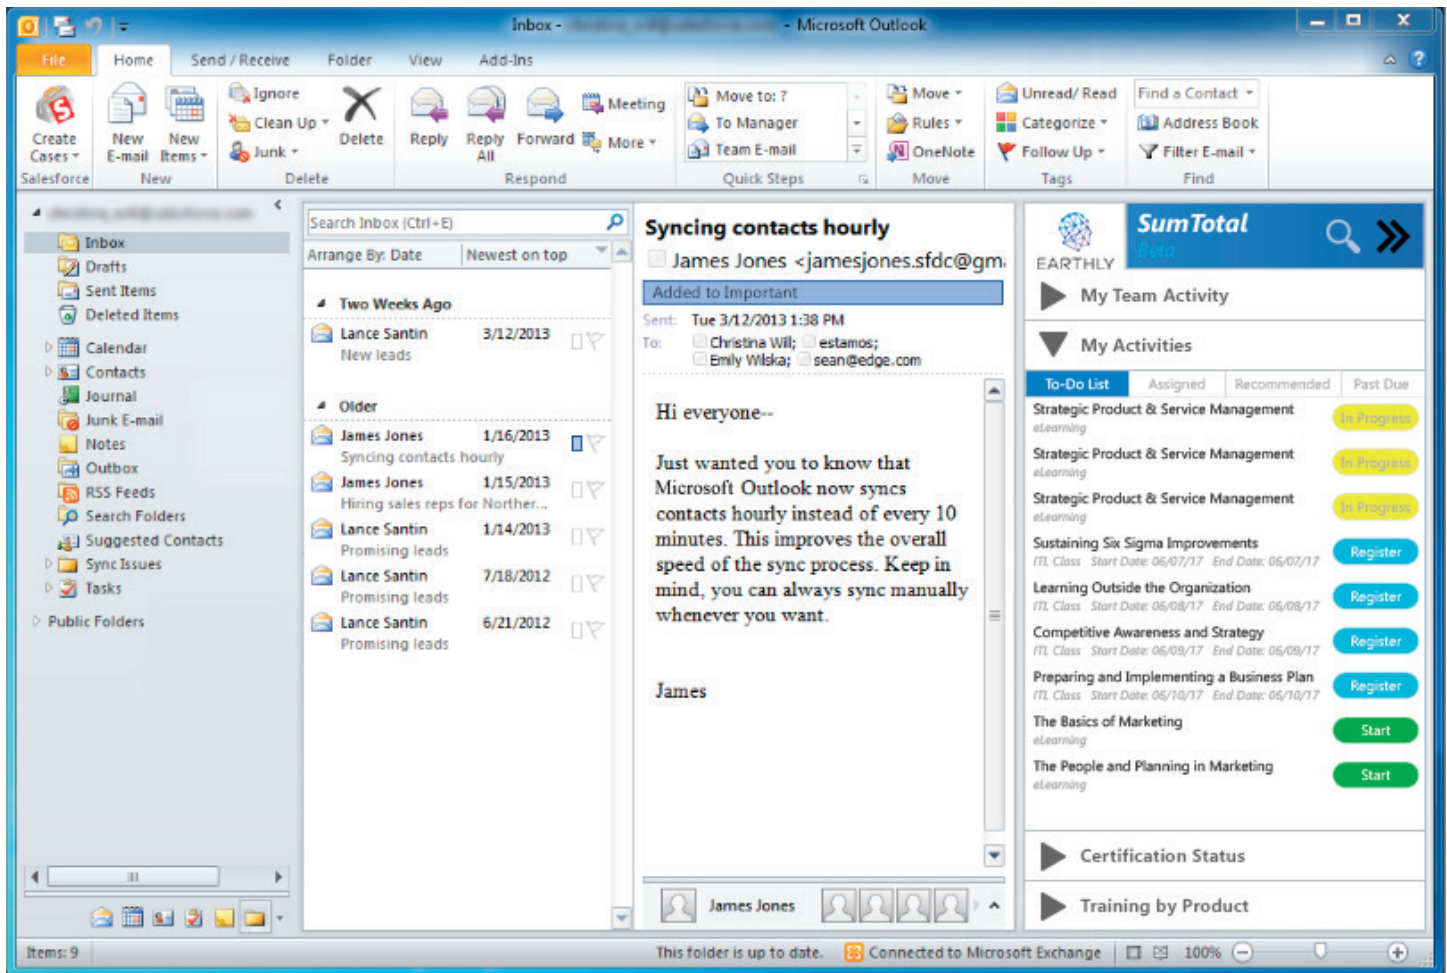 Inbox - - Microsoft Outlook
File Home Send / Receive Folder View Add-Ins
Create Cases
Salesforce
New E-mail
New Items
New
Ignore
Clean Up
Junk
Delete
Delete
Reply
Reply All
Forward
Meeting
More
Respond
Move to: ?
To Manager
Team E-mail
Quick Steps
Move
Rules
OneNote
Move
Unread/ Read
Categorize
Follow Up
Tags
Find a Contact
Address Book
Filter E-mail
Find
Inbox
Drafts
Sent Items
Deleted Items
Calendar
Contacts
Journal
Junk E-mail
Notes
Outbox
RSS Feeds
Search Folders
Suggested Contacts
Sync Issues
Tasks
Public Folders
Search Inbox (Ctrl+E)
Arrange By: Date Newest on top
Two Weeks Ago
Lance Santin 3/12/2013
New leads
Older
James Jones 1/16/2013
Syncing contacts hourly
James Jones 1/15/2013
Hiring sales reps for Norther...
Lance Santin 1/14/2013
Promising leads
Lance Santin 7/18/2012
Promising leads
Lance Santin 6/21/2012
Promising leads
Syncing contacts hourly
James Jones <jamesjones.sfdc@gm
Added to Important
Sent: Tue 3/12/2013 1:38 PM
To: Christina Will; estamos;
Emily Wilska; sean@edge.com
Hi everyone--
Just wanted you to know that
Microsoft Outlook now syncs
contacts hourly instead of every 10
minutes. This improves the overall
speed of the sync process. Keep in
mind, you can always sync manually
whenever you want.
James
James Jones
EARTHLY
SumTotal
Beta
My Team Activity
My Activities
To-Do List Assigned Recommended Past Due
Strategic Product & Service Management
eLearning
In Progress
Strategic Product & Service Management
eLearning
In Progress
Strategic Product & Service Management
eLearning
In Progress
Sustaining Six Sigma Improvements
ITL Class Start Date: 06/07/17 End Date: 06/07/17
Register
Learning Outside the Organization
ITL Class Start Date: 06/08/17 End Date: 06/08/17
Register
Competitive Awareness and Strategy
ITL Class Start Date: 06/09/17 End Date: 06/09/17
Register
Preparing and Implementing a Business Plan
ITL Class Start Date: 06/10/17 End Date: 06/10/17
Register
The Basics of Marketing
eLearning
Start
The People and Planning in Marketing
eLearning
Start
Certification Status
Training by Product
Items: 9
This folder is up to date. Connected to Microsoft Exchange 100%